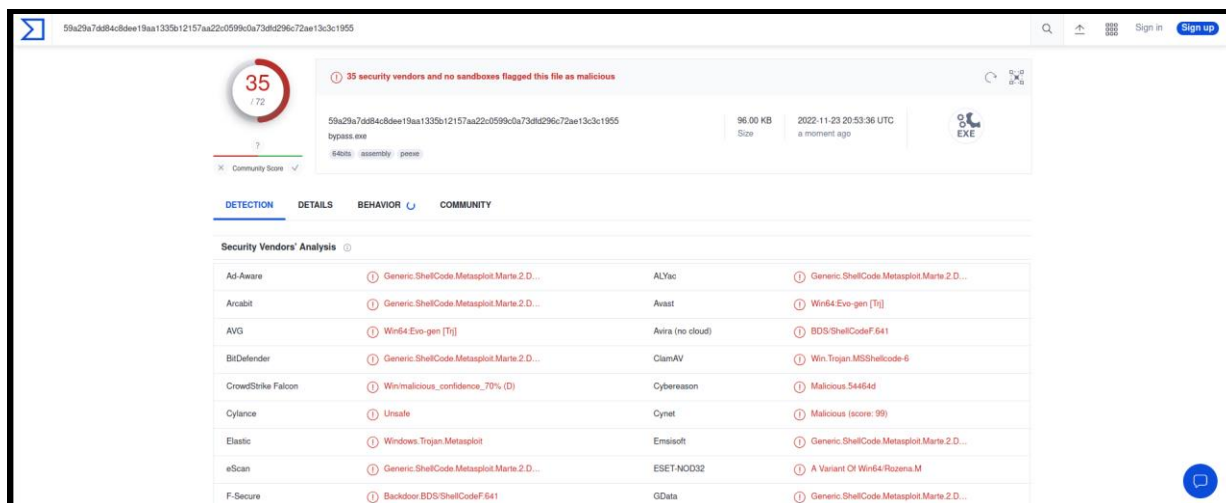 59a29a7dd84c8dee19aa1335b12157aa22c0599c0a73dfd296c72ae13c3c1955
Sign in
Sign up
35
/ 72
?
Community Score
35 security vendors and no sandboxes flagged this file as malicious
59a29a7dd84c8dee19aa1335b12157aa22c0599c0a73dfd296c72ae13c3c1955
bypass.exe
64bits assembly peexe
96.00 KB
Size
2022-11-23 20:53:36 UTC
a moment ago
EXE
DETECTION DETAILS BEHAVIOR COMMUNITY
Security Vendors' Analysis
Ad-Aware Generic.ShellCode.Metasploit.Marte.2.D... ALYac Generic.ShellCode.Metasploit.Marte.2.D...
Arcabit Generic.ShellCode.Metasploit.Marte.2.D... Avast Win64:Evo-gen [Trj]
AVG Win64:Evo-gen [Trj] Avira (no cloud) BDS/ShellCodeF.641
BitDefender Generic.ShellCode.Metasploit.Marte.2.D... ClamAV Win.Trojan.MSShellcode-6
CrowdStrike Falcon Win/malicious_confidence_70% (D) Cybereason Malicious.54464d
Cylance Unsafe Cynet Malicious (score: 99)
Elastic Windows.Trojan.Metasploit Emsisoft Generic.ShellCode.Metasploit.Marte.2.D...
eScan Generic.ShellCode.Metasploit.Marte.2.D... ESET-NOD32 A Variant Of Win64/Rozena.M
F-Secure Backdoor.BDS/ShellCodeF.641 GData Generic.ShellCode.Metasploit.Marte.2.D...